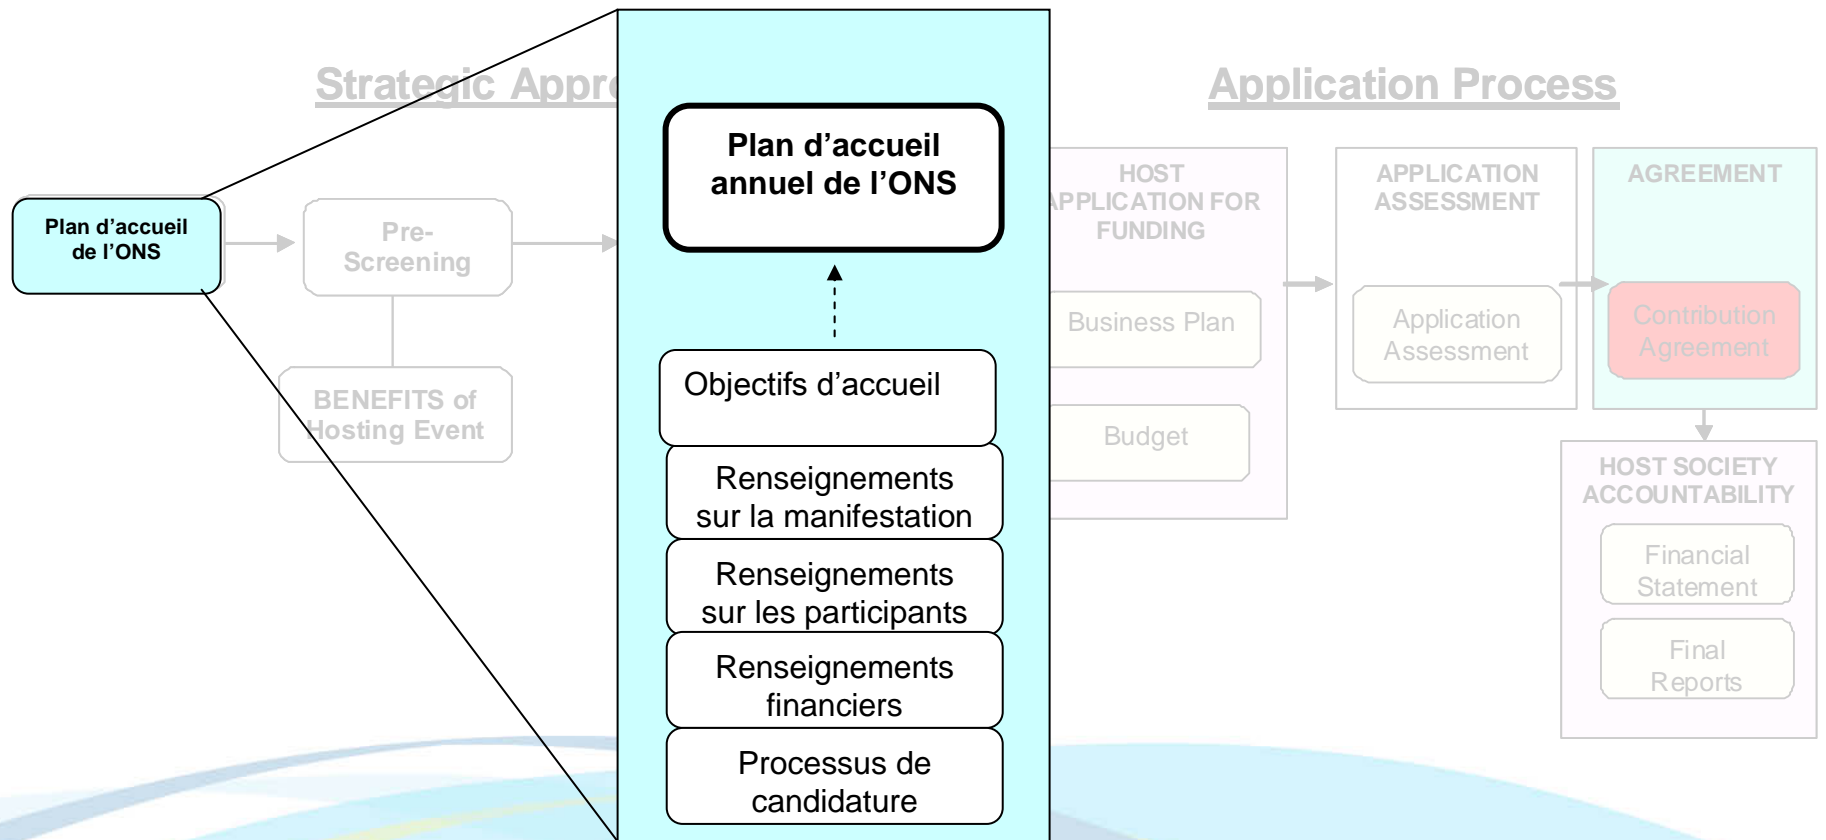 Strategic Appro
Application Process
Plan d’accueil
de l’ONS
Pre-
Screening
BENEFITS of
Hosting Event
Plan d’accueil
annuel de l’ONS
Objectifs d’accueil
Renseignements
sur la manifestation
Renseignements
sur les participants
Renseignements
financiers
Processus de
candidature
HOST
APPLICATION FOR
FUNDING
Business Plan
Budget
APPLICATION
ASSESSMENT
Application
Assessment
AGREEMENT
Contribution
Agreement
HOST SOCIETY
ACCOUNTABILITY
Financial
Statement
Final
Reports